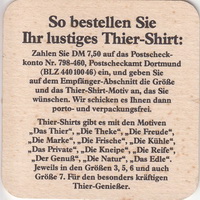 So bestellen Sie
Ihr lustiges Thier-Shirt:
Zahlen Sie DM 7,50 auf das Postscheck-
konto Nr. 798-460, Postscheckamt Dortmund
(BLZ 440 100 46) ein, und geben Sie
auf dem Empfänger-Abschnitt die Größe
und das Thier-Shirt-Motiv an, das Sie
wünschen. Wir schicken es Ihnen dann
porto- und verpackungsfrei.
Thier-Shirts gibt es mit den Motiven
"Das Thier", "Die Theke", "Die Freude",
"Die Marke", "Die Frische", "Die Kühle",
"Das Private", "Die Kneipe", "Die Reife",
"Der Genuß", "Die Natur", "Das Edle".
Jeweils in den Größen 3, 5, 6 und auch
Größe 7. Für den besonders kräftigen
Thier-Genießer.